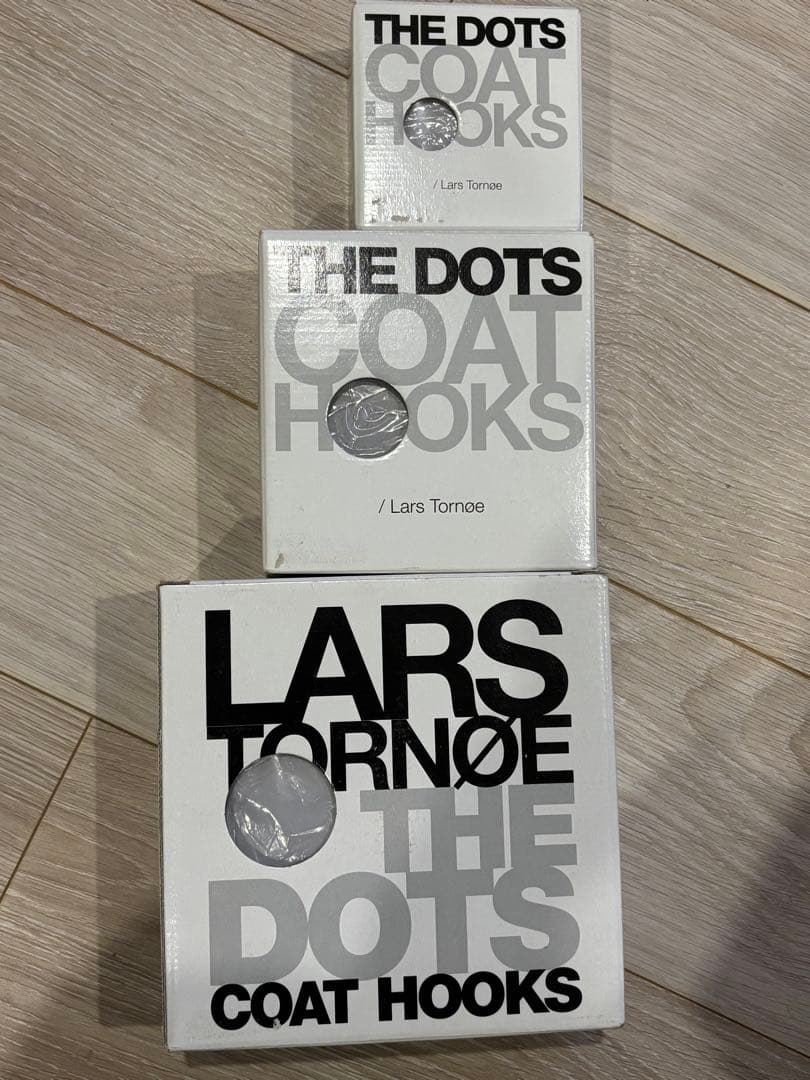 THE DOTS
COAT
HOOKS
/ Lars Tornøe
THE DOTS
COAT
HOOKS
/ Lars Tornøe
LARS
TORNØE
THE
DOTS
COAT HOOKS